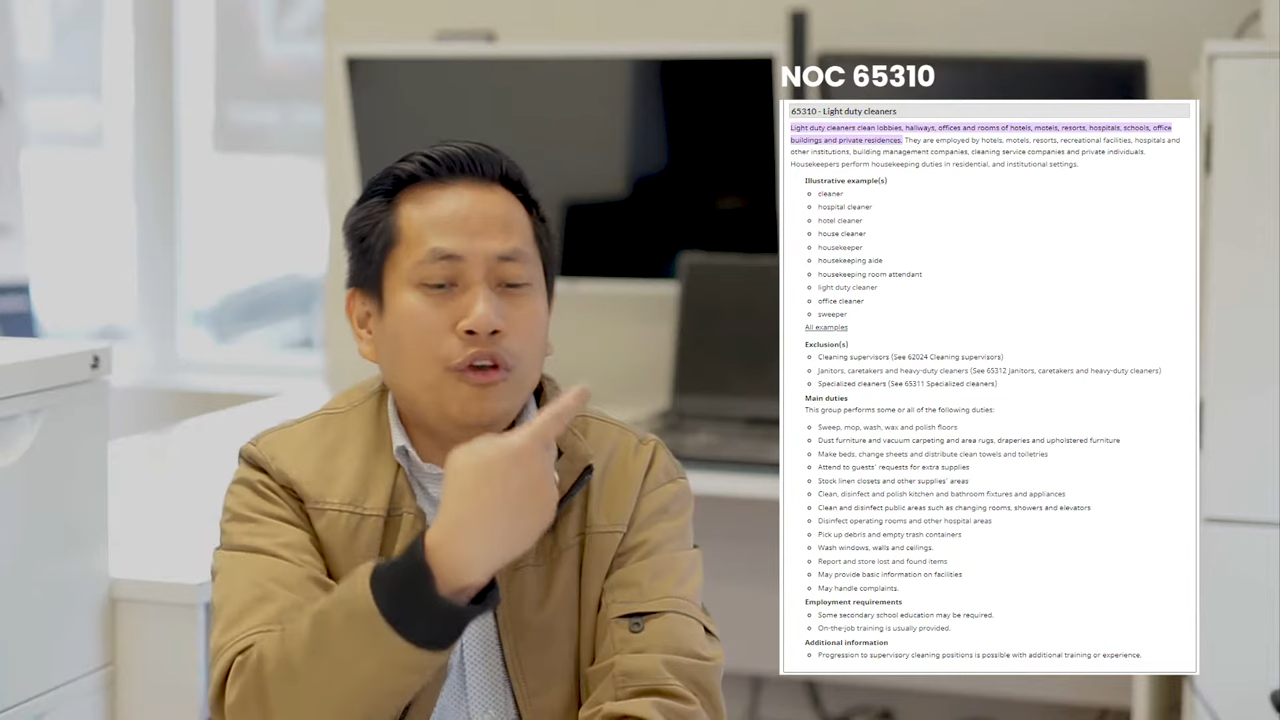 NOC 65310
65310 - Light duty cleaners
Light duty cleaners clean lobbies, hallways, offices and rooms of hotels, motels, resorts, hospitals, schools, office
buildings and private residences. They are employed by hotels, motels, resorts, recreational facilities, hospitals and
other institutions, building management companies, cleaning service companies and private individuals.
Housekeepers perform housekeeping duties in residential, and institutional settings.
Illustrative example(s)
cleaner
hospital cleaner
hotel cleaner
house cleaner
housekeeper
housekeeping aide
housekeeping room attendant
light duty cleaner
office cleaner
sweeper
All examples
Exclusion(s)
Cleaning supervisors (See 62024 Cleaning supervisors)
Janitors, caretakers and heavy-duty cleaners (See 65312 Janitors, caretakers and heavy-duty cleaners)
Specialized cleaners (See 65311 Specialized cleaners)
Main duties
This group performs some or all of the following duties:
Sweep, mop, wash, wax and polish floors
Dust furniture and vacuum carpeting and area rugs, draperies and upholstered furniture
Make beds, change sheets and distribute clean towels and toiletries
Attend to guests' requests for extra supplies
Stock linen closets and other supplies' areas
Clean, disinfect and polish kitchen and bathroom fixtures and appliances
Clean and disinfect public areas such as changing rooms, showers and elevators
Disinfect operating rooms and other hospital areas
Pick up debris and empty trash containers
Wash windows, walls and ceilings.
Report and store lost and found items
May provide basic information on facilities
May handle complaints.
Employment requirements
Some secondary school education may be required.
On-the-job training is usually provided.
Additional information
Progression to supervisory cleaning positions is possible with additional training or experience.